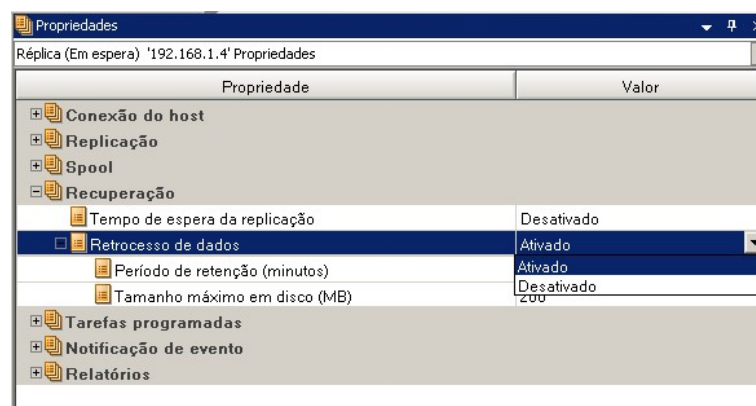 Propriedades
Réplica (Em espera) '192.168.1.4' Propriedades
Propriedade Valor
Conexão do host
Replicação
Spool
Recuperação
Tempo de espera da replicação Desativado
Retrocesso de dados Ativado
Período de retenção (minutos) Ativado
Desativado
Tamanho máximo em disco (MB) 200
Tarefas programadas
Notificação de evento
Relatórios